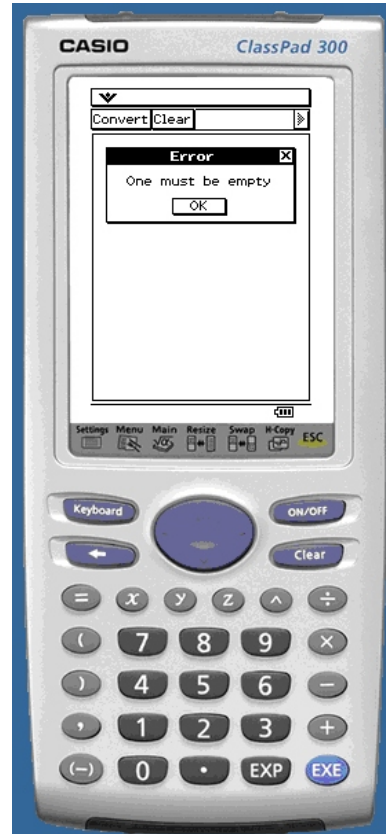 CASIO ClassPad 300
Convert Clear
Error X
One must be empty
OK
Settings Menu Main Resize Swap H-Copy ESC
Keyboard ON/OFF
Clear
= x y z ^ ÷
( 7 8 9 ×
) 4 5 6 −
, 1 2 3 +
(−) 0 · EXP EXE